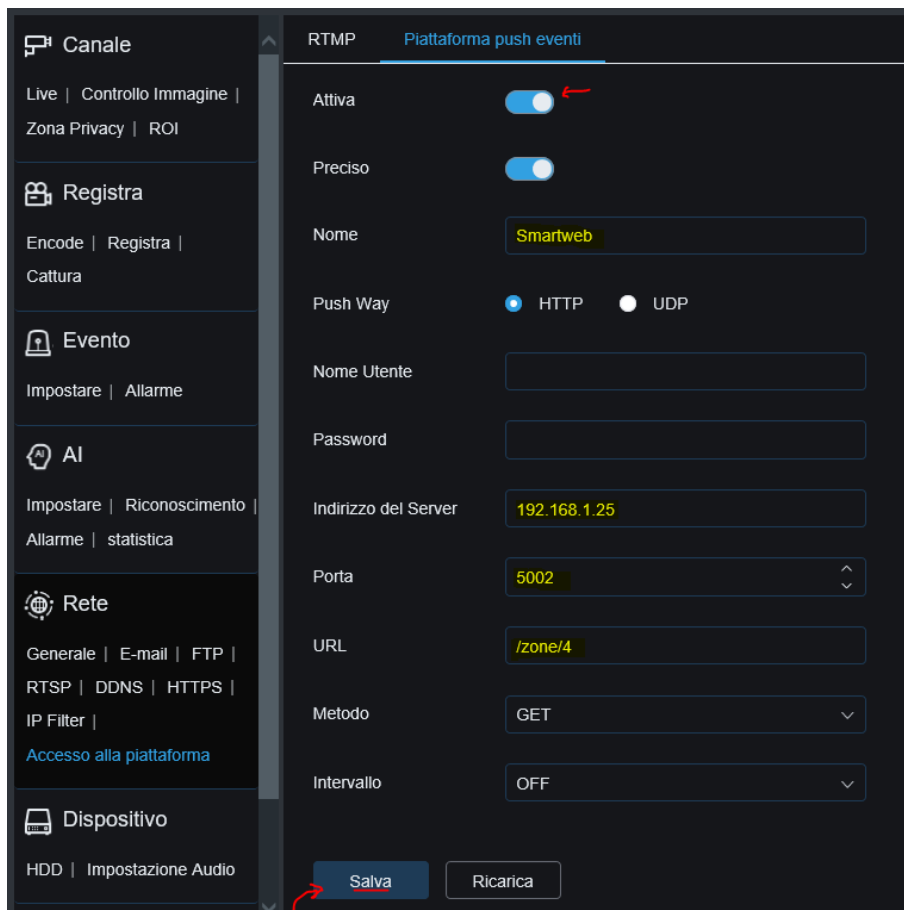 Canale
Live | Controllo Immagine |
Zona Privacy | ROI
Registra
Encode | Registra |
Cattura
Evento
Impostare | Allarme
AI
AI
Impostare | Riconoscimento |
Allarme | statistica
Rete
Generale | E-mail | FTP |
RTSP | DDNS | HTTPS |
IP Filter |
Accesso alla piattaforma
Dispositivo
HDD | Impostazione Audio
RTMP Piattaforma push eventi
Attiva
Preciso
Nome Smartweb
Push Way HTTP UDP
Nome Utente
Password
Indirizzo del Server 192.168.1.25
Porta 5002
URL /zone/4
Metodo GET
Intervallo OFF
Salva Ricarica